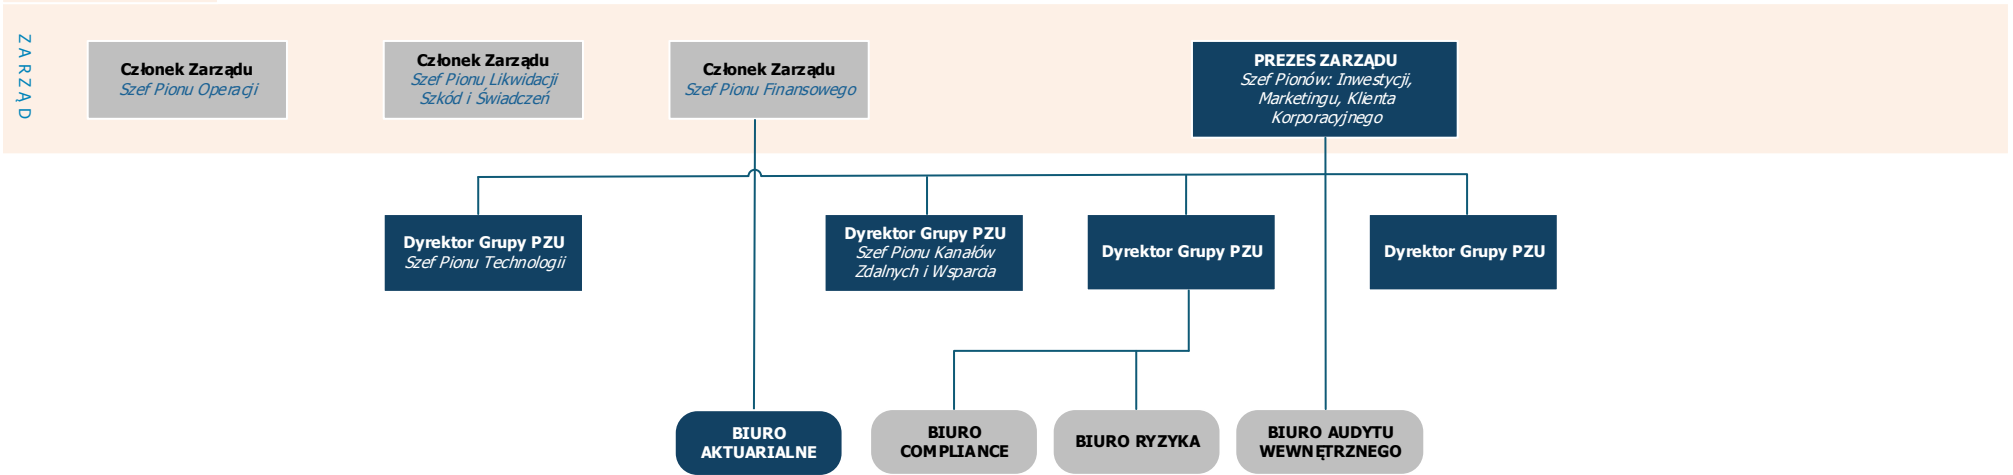 ZARZĄD
Członek Zarządu
Szef Pionu Operacji
Członek Zarządu
Szef Pionu Likwidacji
Szkód i Świadczeń
Członek Zarządu
Szef Pionu Finansowego
PREZES ZARZĄDU
Szef Pionów: Inwestycji,
Marketingu, Klienta
Korporacyjnego
Dyrektor Grupy PZU
Szef Pionu Technologii
Dyrektor Grupy PZU
Szef Pionu Kanałów
Zdalnych i Wsparcia
Dyrektor Grupy PZU
Dyrektor Grupy PZU
BIURO
AKTUARIALNE
BIURO
COMPLIANCE
BIURO RYZYKA
BIURO AUDYTU
WEWNĘTRZNEGO